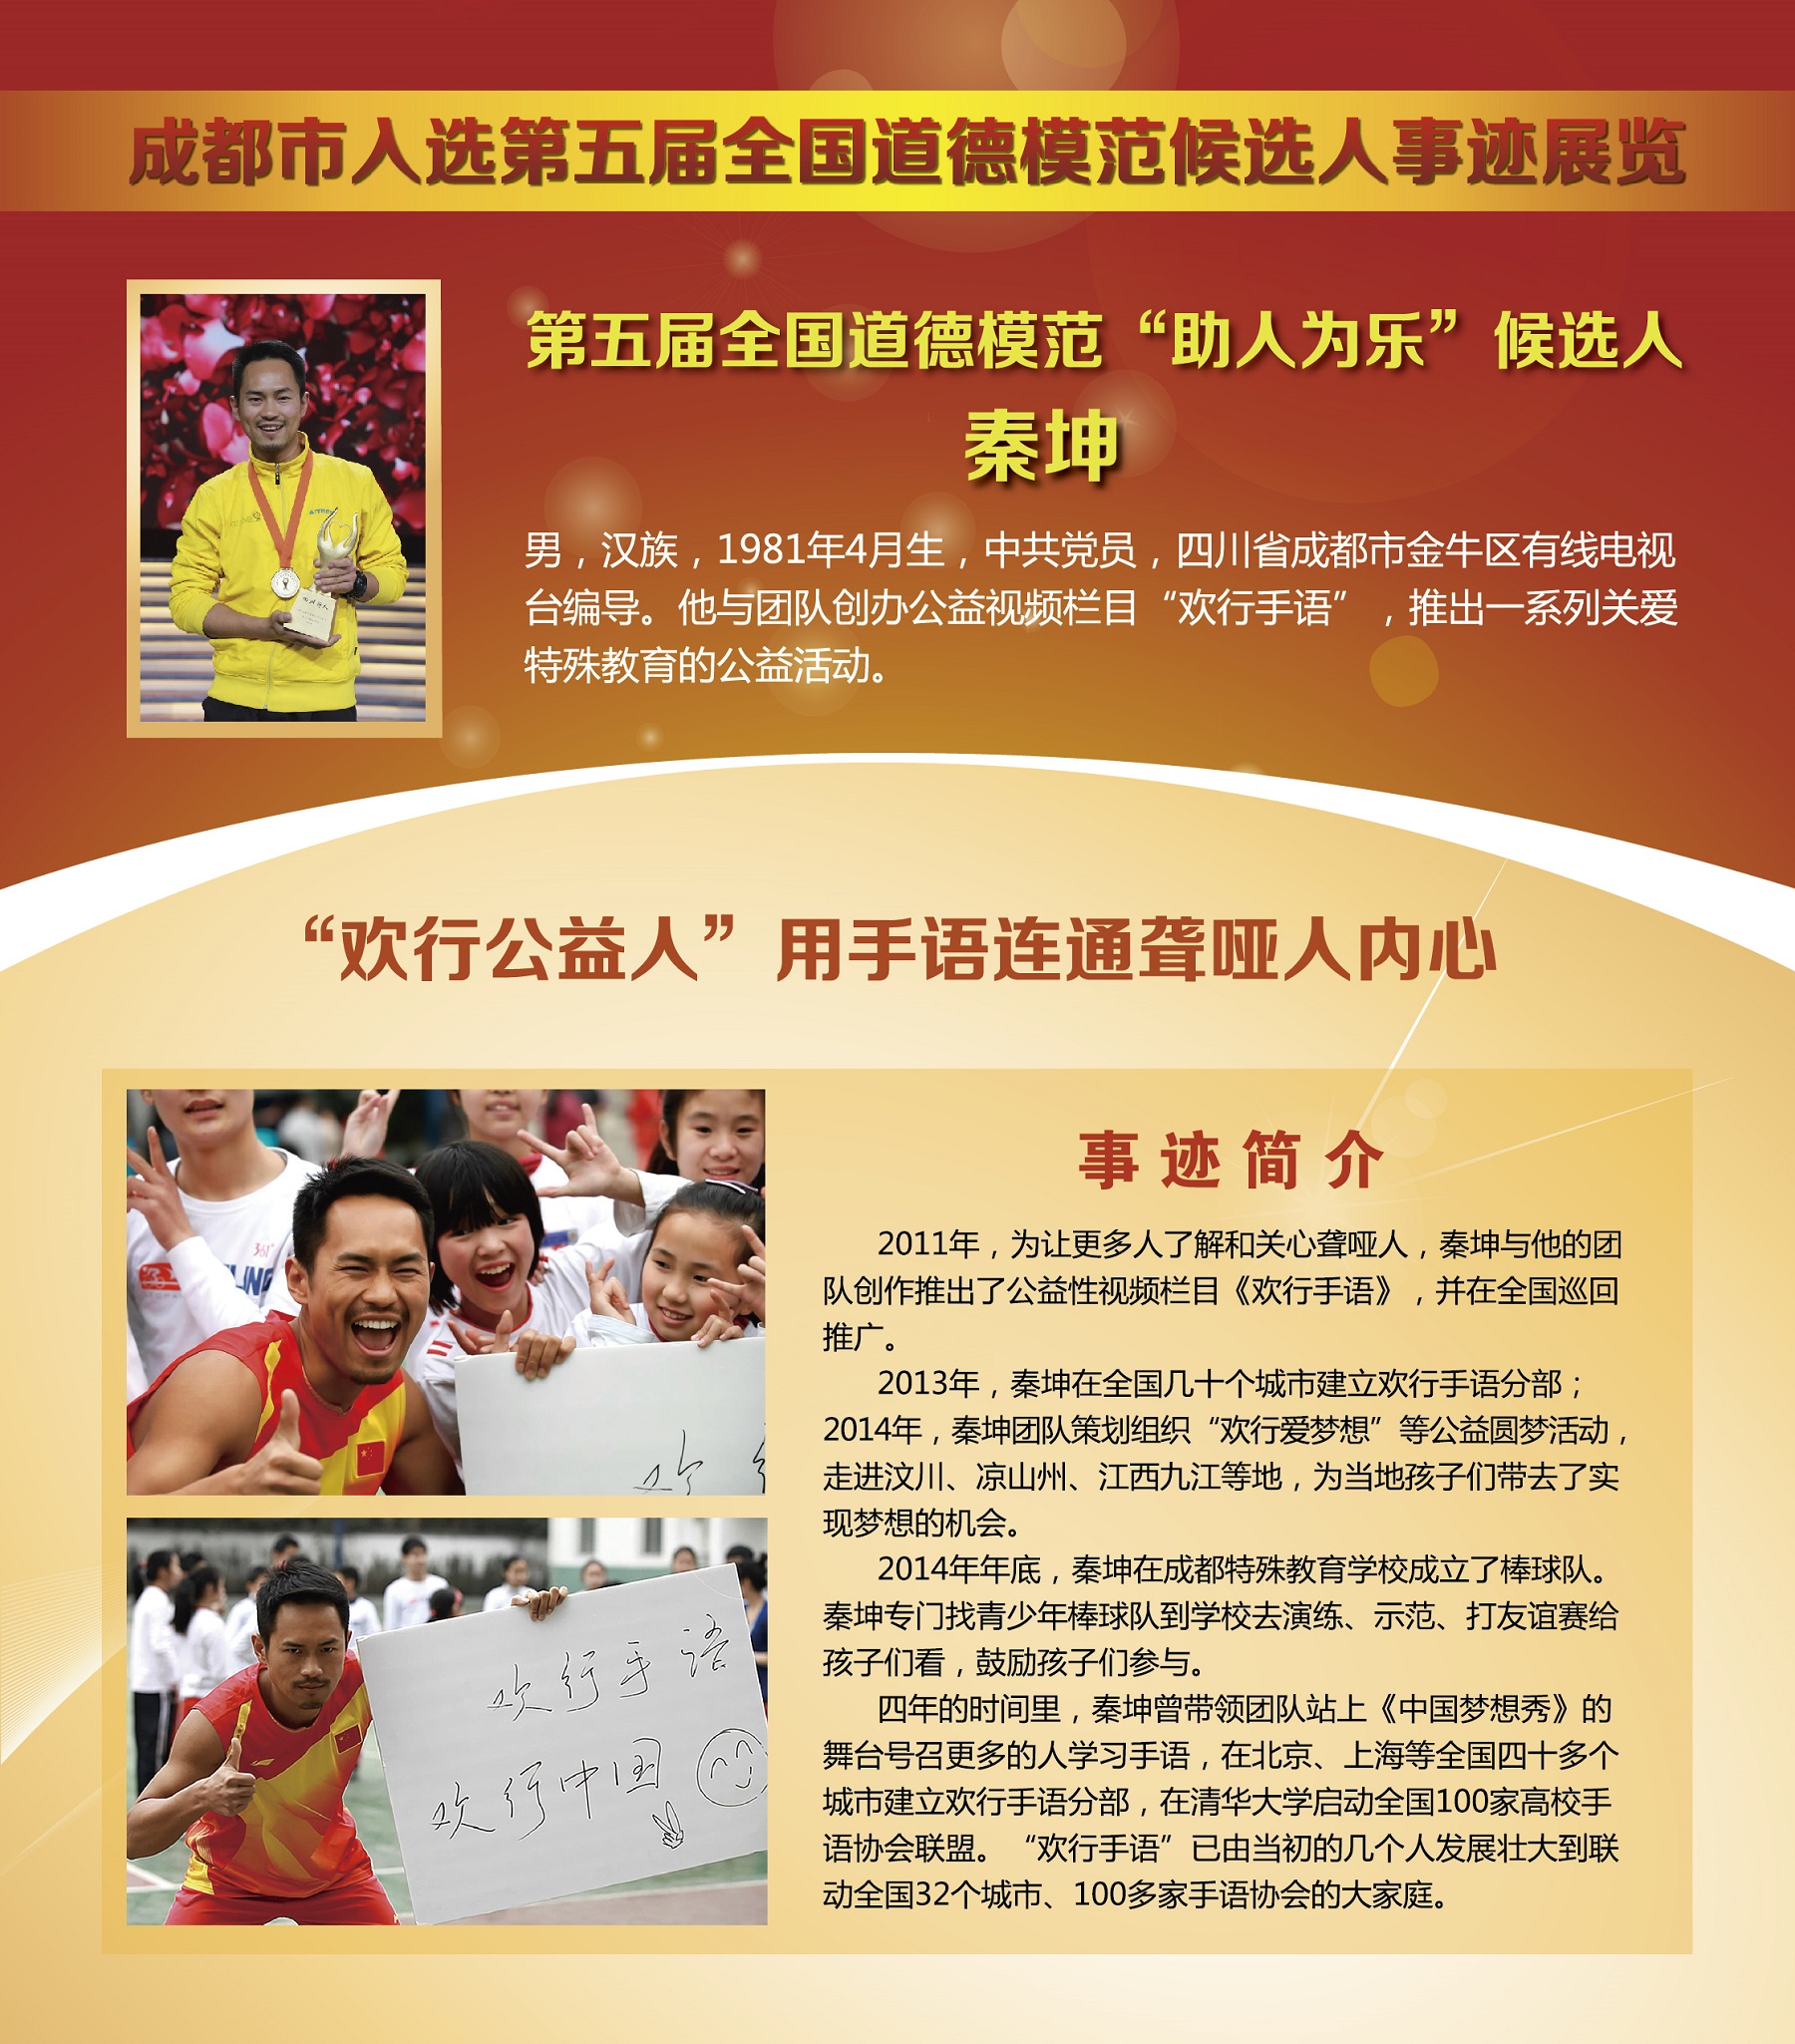 成都市入选第五届全国道德模范候选人事迹展览
第五届全国道德模范“助人为乐”候选人
秦坤
男，汉族，1981年4月生，中共党员，四川省成都市金牛区有线电视
台编导。他与团队创办公益视频栏目“欢行手语”，推出一系列关爱
特殊教育的公益活动。
“欢行公益人”用手语连通聋哑人内心
事迹简介
2011年，为让更多人了解和关心聋哑人，秦坤与他的团
队创作推出了公益性视频栏目《欢行手语》，并在全国巡回
推广。
2013年，秦坤在全国几十个城市建立欢行手语分部；
2014年，秦坤团队策划组织“欢行爱梦想”等公益圆梦活动，
走进汶川、凉山州、江西九江等地，为当地孩子们带去了实
现梦想的机会。
2014年年底，秦坤在成都特殊教育学校成立了棒球队。
秦坤专门找青少年棒球队到学校去演练、示范、打友谊赛给
孩子们看，鼓励孩子们参与。
四年的时间里，秦坤曾带领团队站上《中国梦想秀》的
舞台号召更多的人学习手语，在北京、上海等全国四十多个
城市建立欢行手语分部，在清华大学启动全国100家高校手
语协会联盟。“欢行手语”已由当初的几个人发展壮大到联
动全国32个城市、100多家手语协会的大家庭。
361°
欢
欢行手语
欢行中国